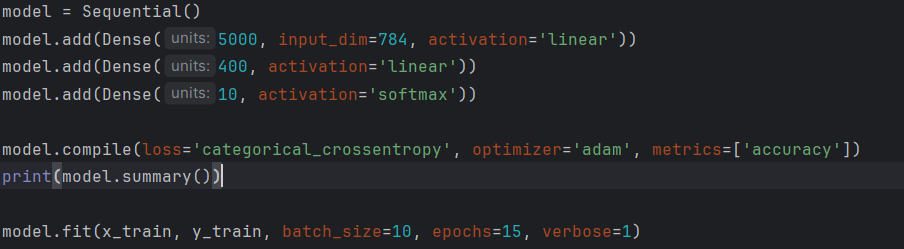 model = Sequential()
model.add(Dense( units: 5000, input_dim=784, activation='linear'))
model.add(Dense( units: 400, activation='linear'))
model.add(Dense( units: 10, activation='softmax'))
model.compile(loss='categorical_crossentropy', optimizer='adam', metrics=['accuracy'])
print(model.summary())
model.fit(x_train, y_train, batch_size=10, epochs=15, verbose=1)